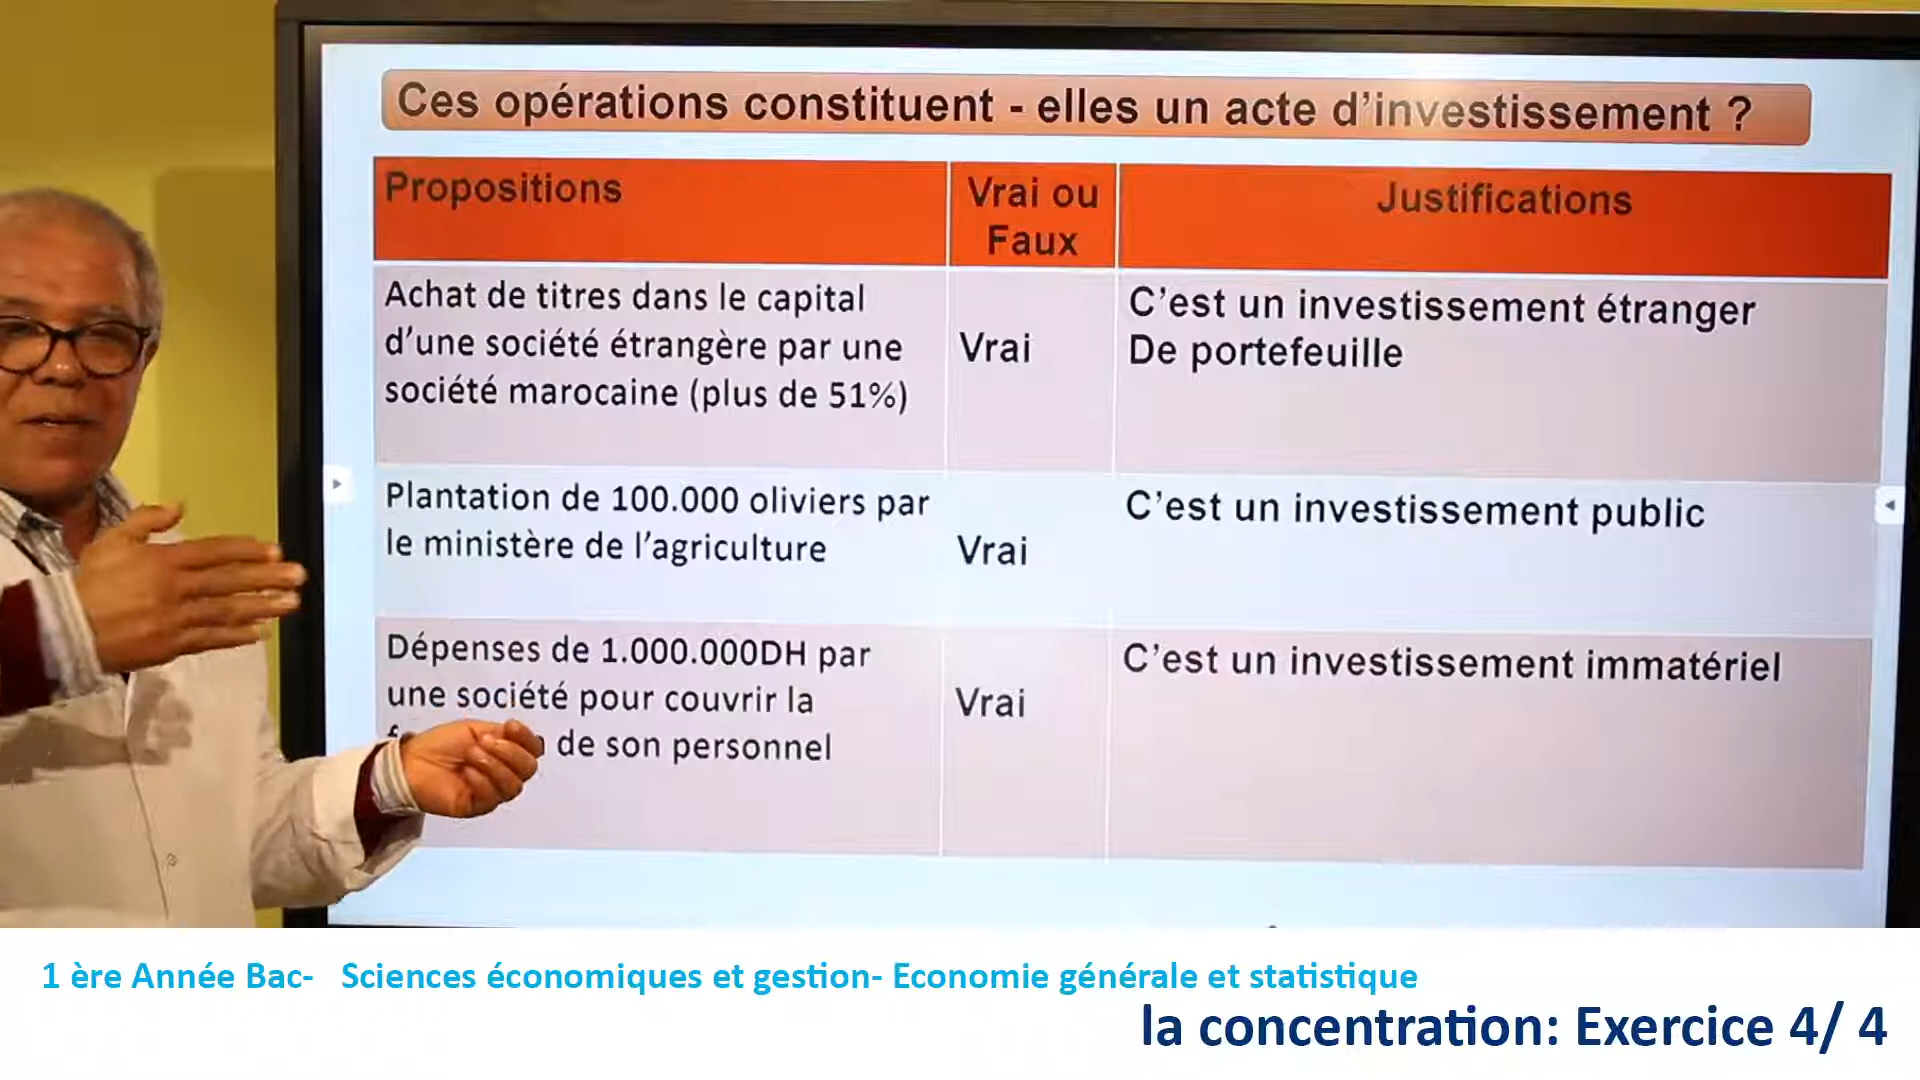 Ces opérations constituent - elles un acte d'investissement ?
Propositions
Vrai ou
Faux
Justifications
Achat de titres dans le capital
d'une société étrangère par une
société marocaine (plus de 51%)
Vrai
C'est un investissement étranger
De portefeuille
Plantation de 100.000 oliviers par
le ministère de l'agriculture
Vrai
C'est un investissement public
Dépenses de 1.000.000DH par
une société pour couvrir la
de son personnel
Vrai
C'est un investissement immatériel
1 ère Année Bac- Sciences économiques et gestion- Economie générale et statistique
la concentration: Exercice 4/ 4